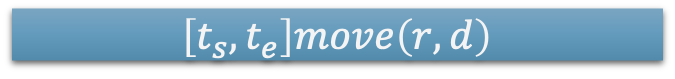 [tₛ, tₑ]move(r, d)